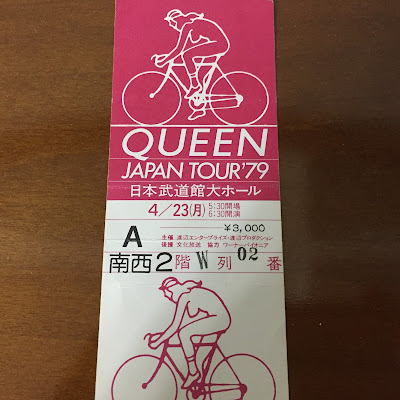 QUEEN
JAPAN TOUR'79
日本武道館大ホール
4/23(月) 5:30開場
6:30開演
¥3,000
A
主催 渡辺エンタープライズ・渡辺プロダクション
後援 文化放送 協力 ワーナーパイオニア
南西2階W列02番